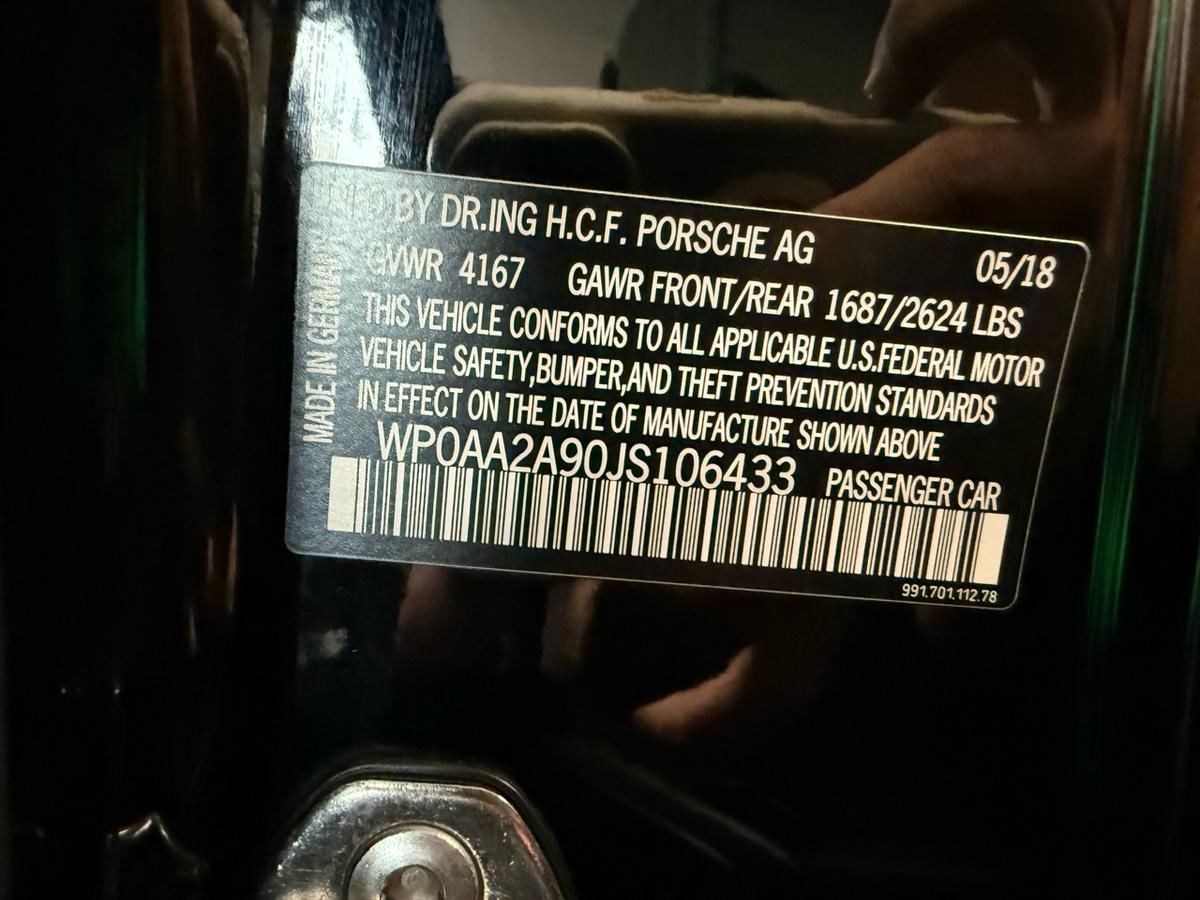 MFD BY DR.ING H.C.F. PORSCHE AG 05/18
GVWR 4167 GAWR FRONT/REAR 1687/2624 LBS
THIS VEHICLE CONFORMS TO ALL APPLICABLE U.S.FEDERAL MOTOR
VEHICLE SAFETY,BUMPER,AND THEFT PREVENTION STANDARDS
IN EFFECT ON THE DATE OF MANUFACTURE SHOWN ABOVE
WP0AA2A90JS106433 PASSENGER CAR
991.701.112.78
MADE IN GERMANY